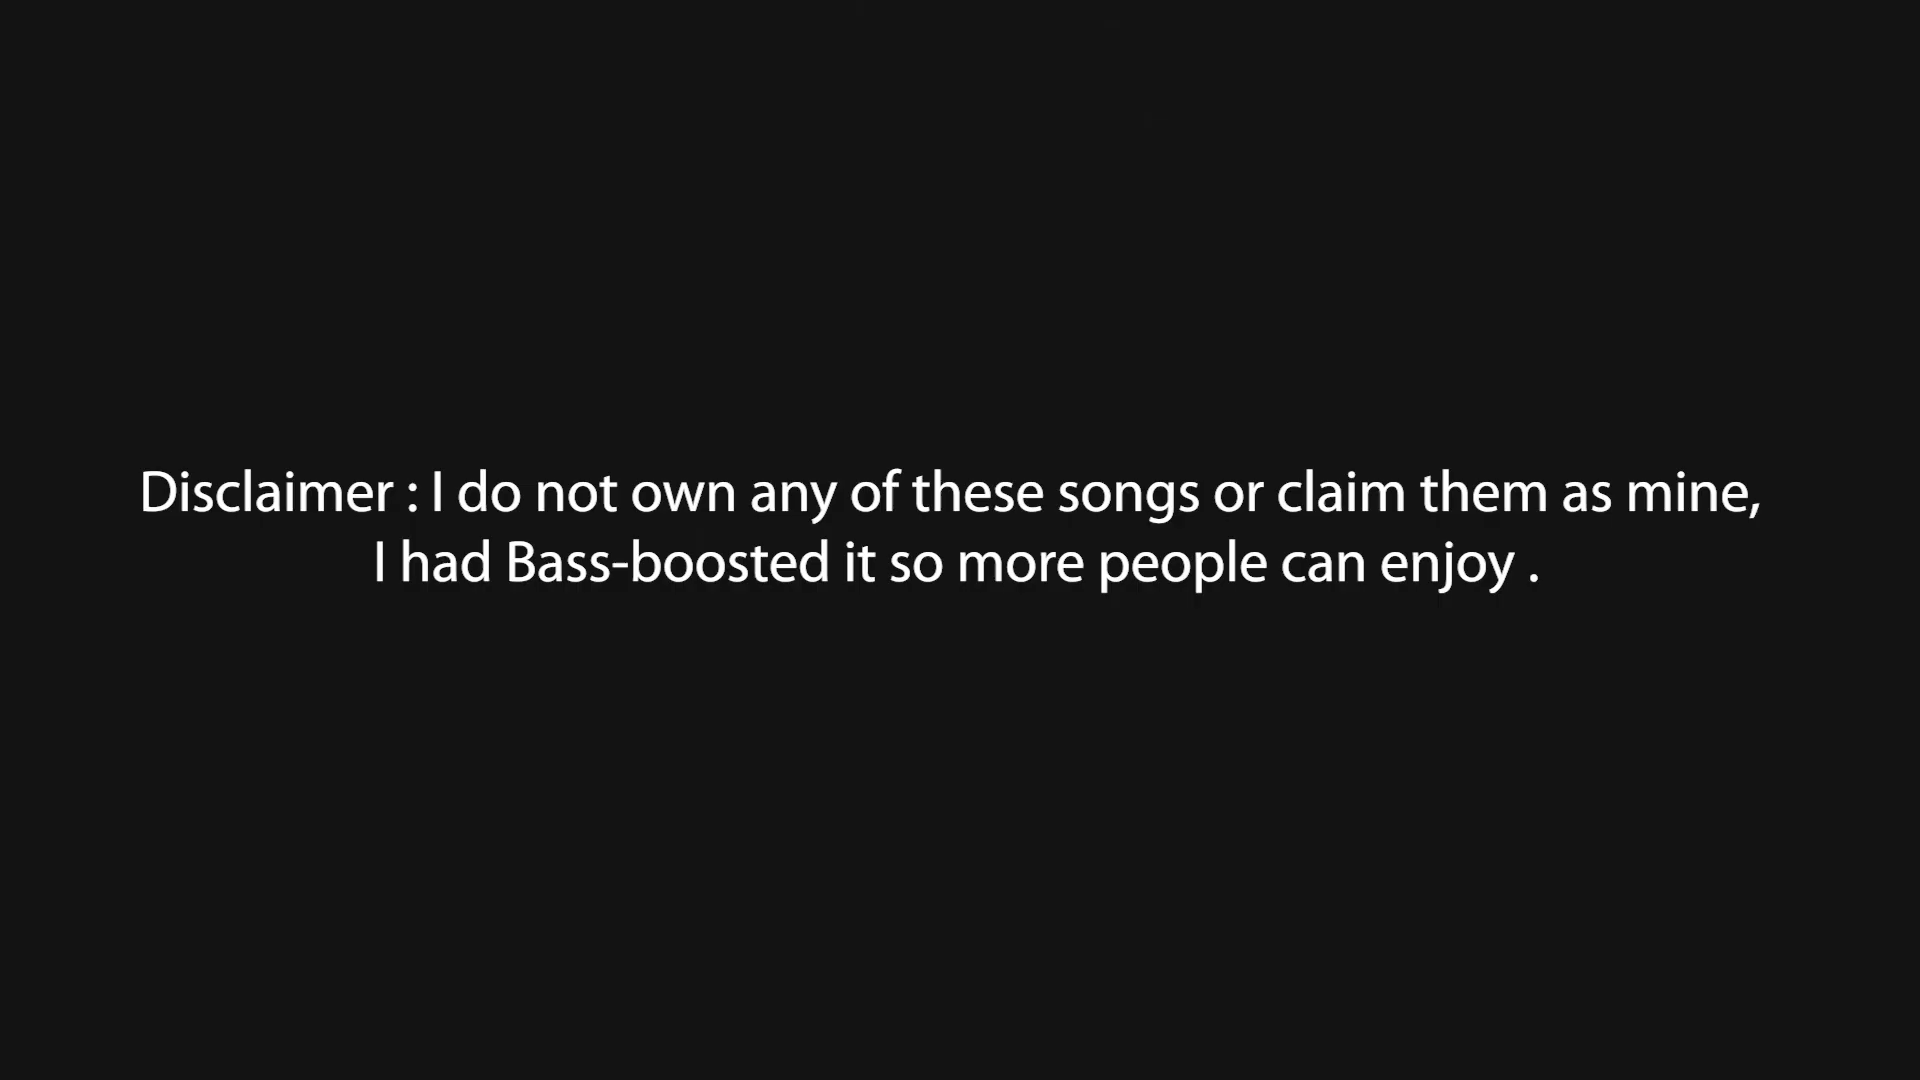 Disclaimer : I do not own any of these songs or claim them as mine,
I had Bass-boosted it so more people can enjoy .